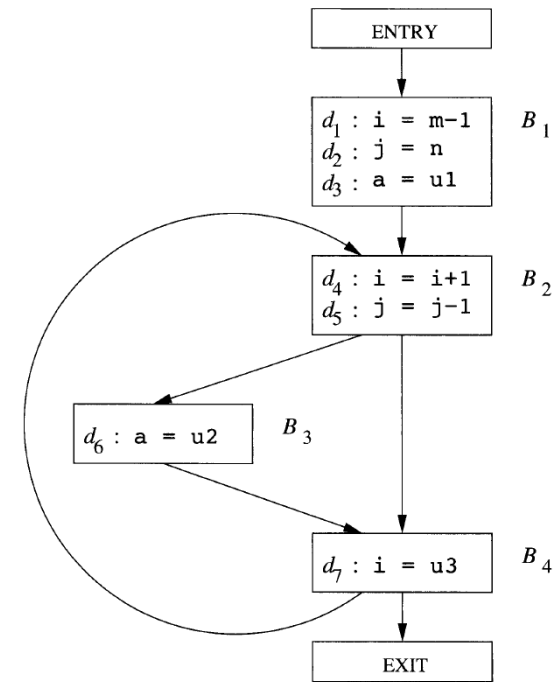 ENTRY
d1 : i = m-1
B1
d2 : j = n
d3 : a = u1
d4 : i = i+1
B2
d5 : j = j-1
d6 : a = u2
B3
d7 : i = u3
B4
EXIT